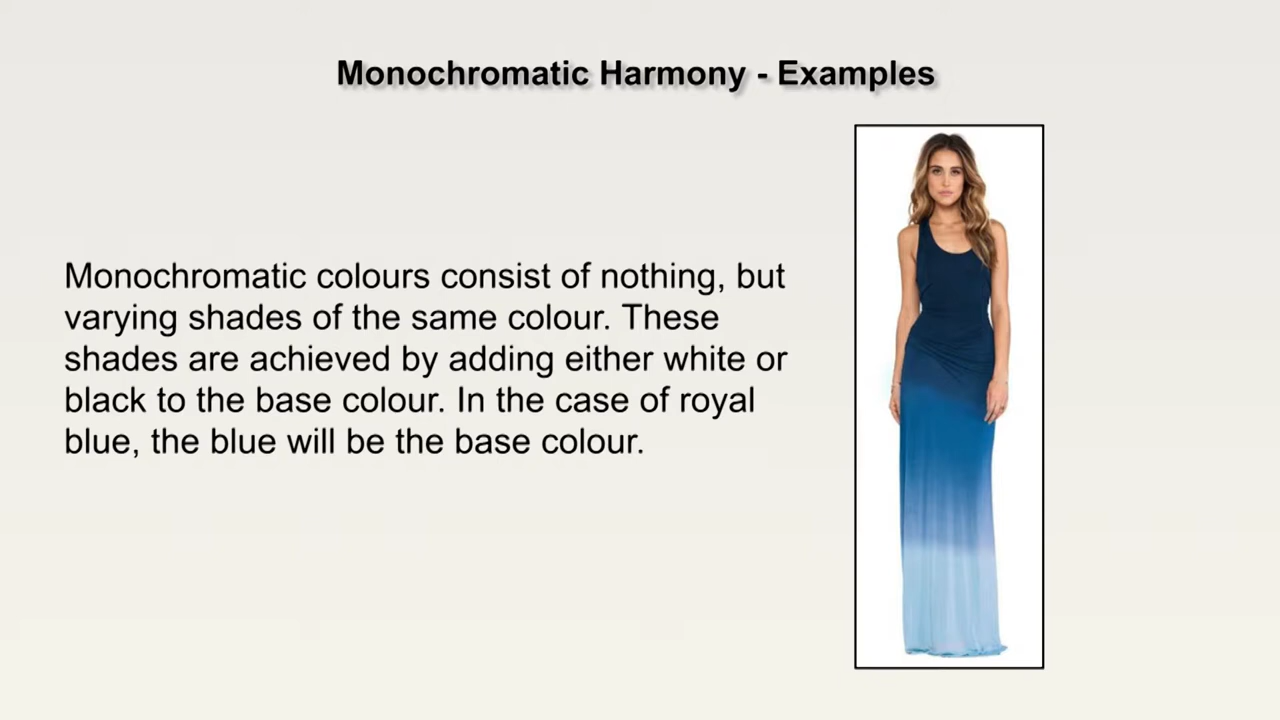 Monochromatic Harmony - Examples
Monochromatic colours consist of nothing, but
varying shades of the same colour. These
shades are achieved by adding either white or
black to the base colour. In the case of royal
blue, the blue will be the base colour.